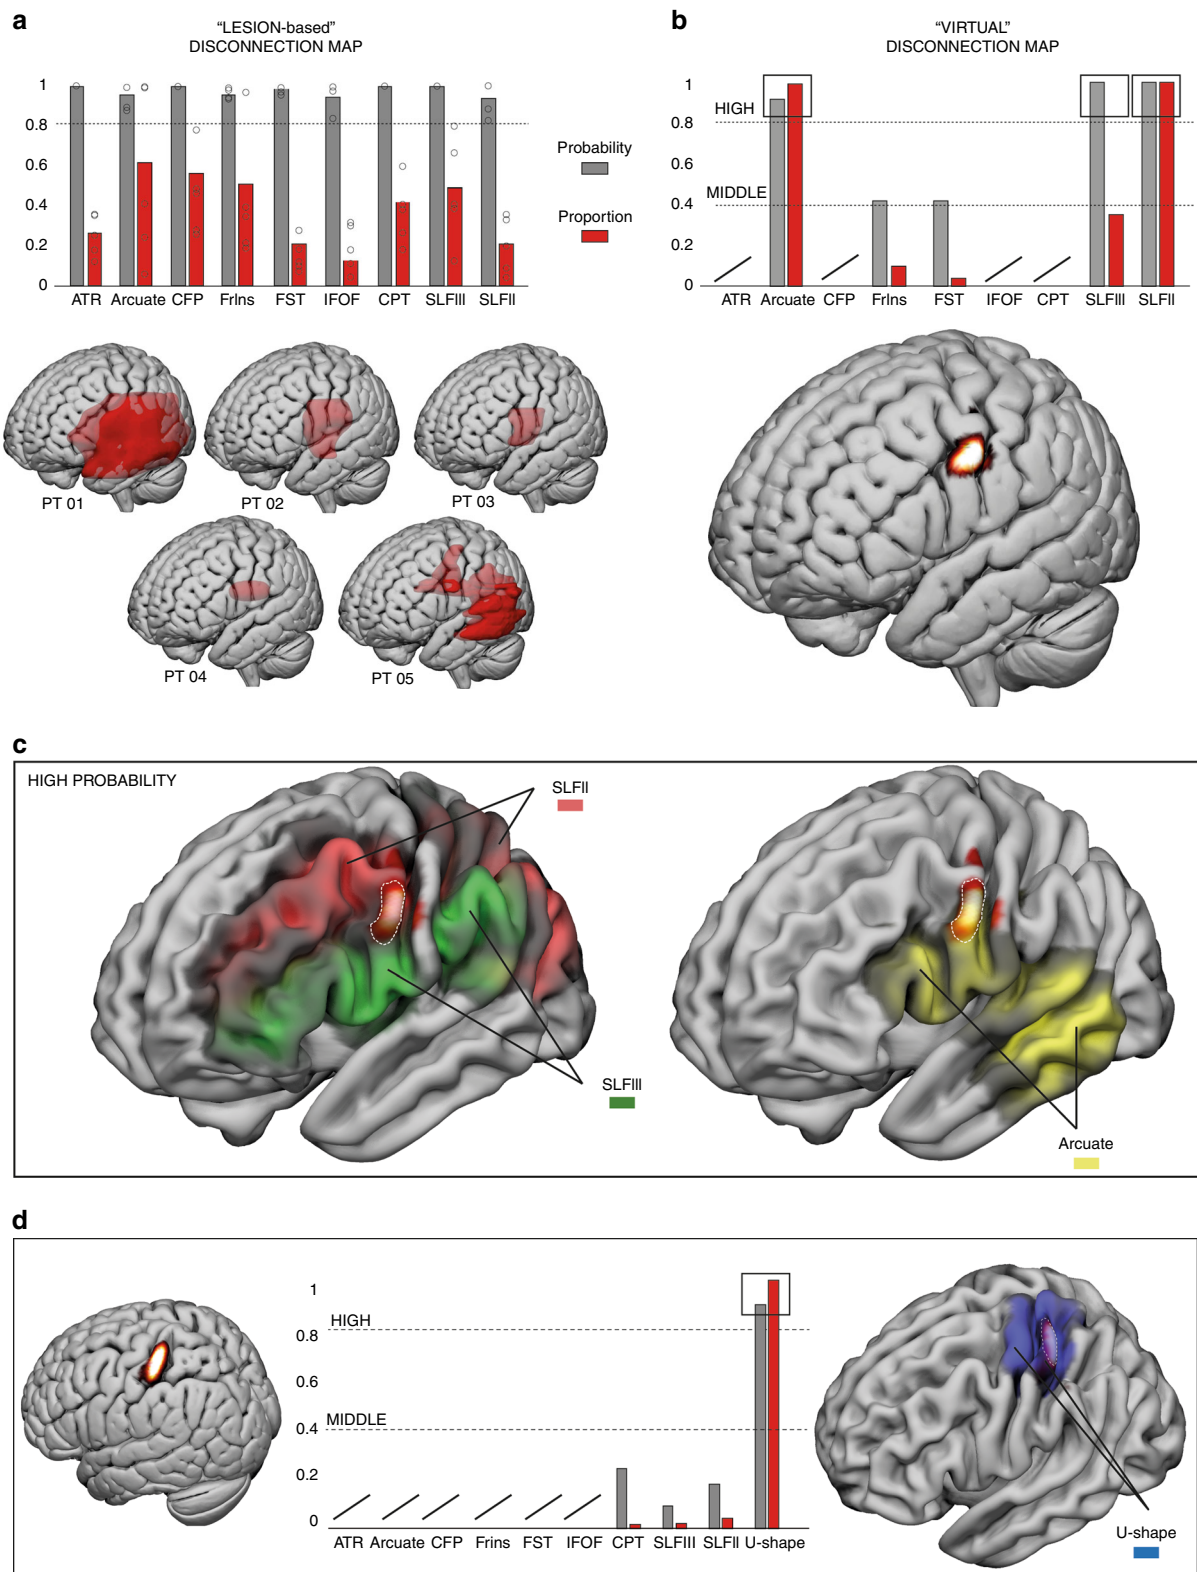 a
“LESION-based”
DISCONNECTION MAP
1
0.8
0.6
0.4
0.2
0
ATR Arcuate CFP FrIns FST IFOF CPT SLFIII SLFII
Probability
Proportion
b
“VIRTUAL”
DISCONNECTION MAP
1
HIGH
0.8
0.6
MIDDLE
0.4
0.2
0
ATR Arcuate CFP FrIns FST IFOF CPT SLFIII SLFII
PT 01
PT 02
PT 03
PT 04
PT 05
c
HIGH PROBABILITY
SLFII
SLFIII
Arcuate
d
1
HIGH
0.8
0.6
MIDDLE
0.4
0.2
0
ATR Arcuate CFP Frins FST IFOF CPT SLFIII SLFII U-shape
U-shape